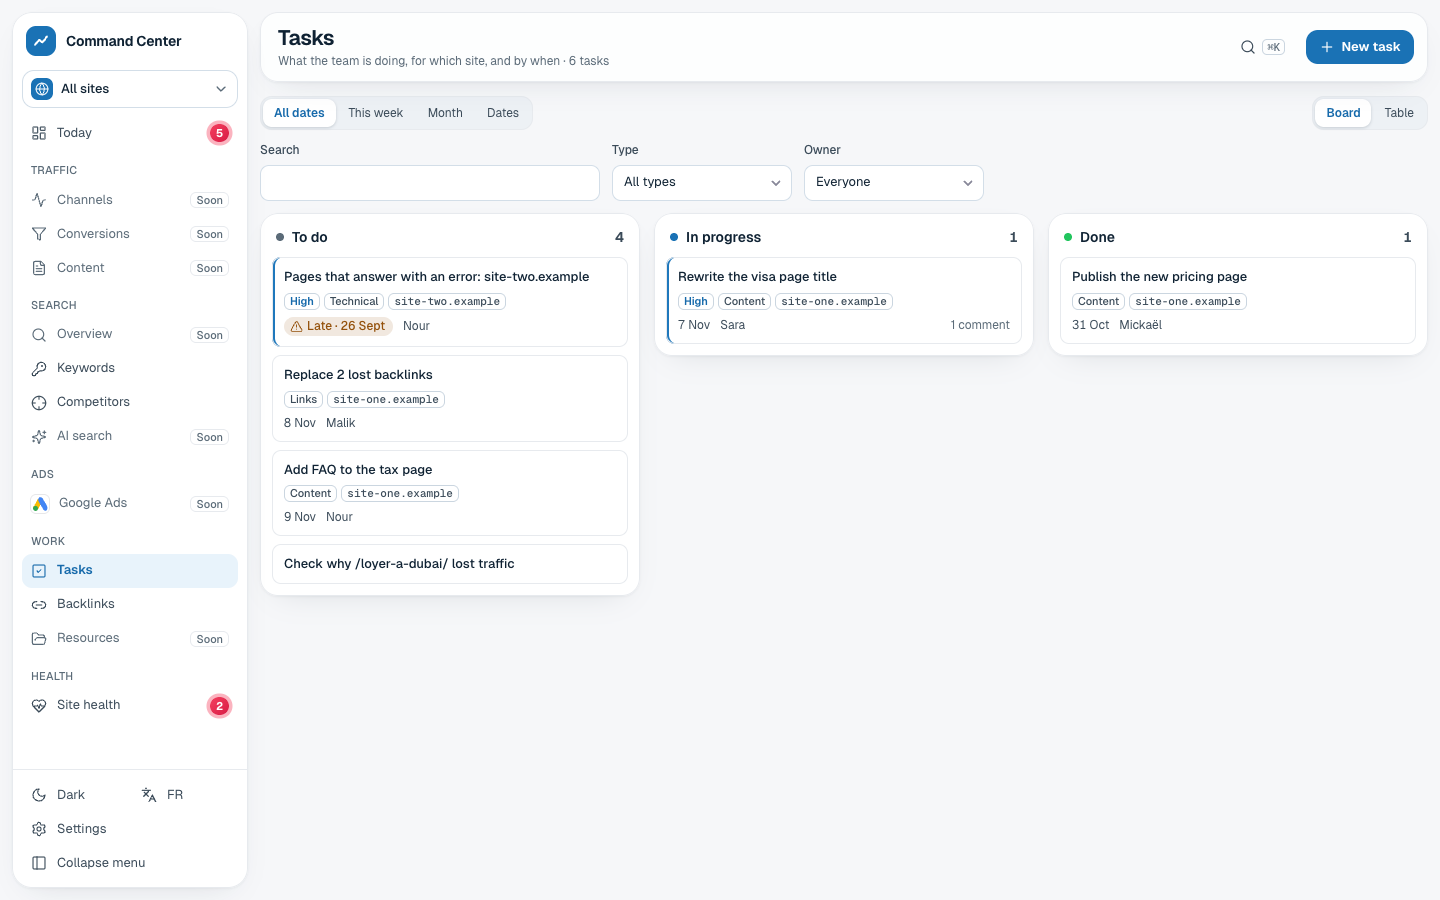 Command Center
All sites
Today 5
TRAFFIC
Channels Soon
Conversions Soon
Content Soon
SEARCH
Overview Soon
Keywords
Competitors
AI search Soon
ADS
Google Ads Soon
WORK
Tasks
Backlinks
Resources Soon
HEALTH
Site health 2
Dark FR
Settings
Collapse menu
Tasks
What the team is doing, for which site, and by when · 6 tasks
⌘K
New task
All dates This week Month Dates
Board Table
Search Type Owner
All types Everyone
To do 4
Pages that answer with an error: site-two.example
High Technical site-two.example
Late · 26 Sept Nour
Replace 2 lost backlinks
Links site-one.example
8 Nov Malik
Add FAQ to the tax page
Content site-one.example
9 Nov Nour
Check why /loyer-a-dubai/ lost traffic
In progress 1
Rewrite the visa page title
High Content site-one.example
7 Nov Sara 1 comment
Done 1
Publish the new pricing page
Content site-one.example
31 Oct Mickaël